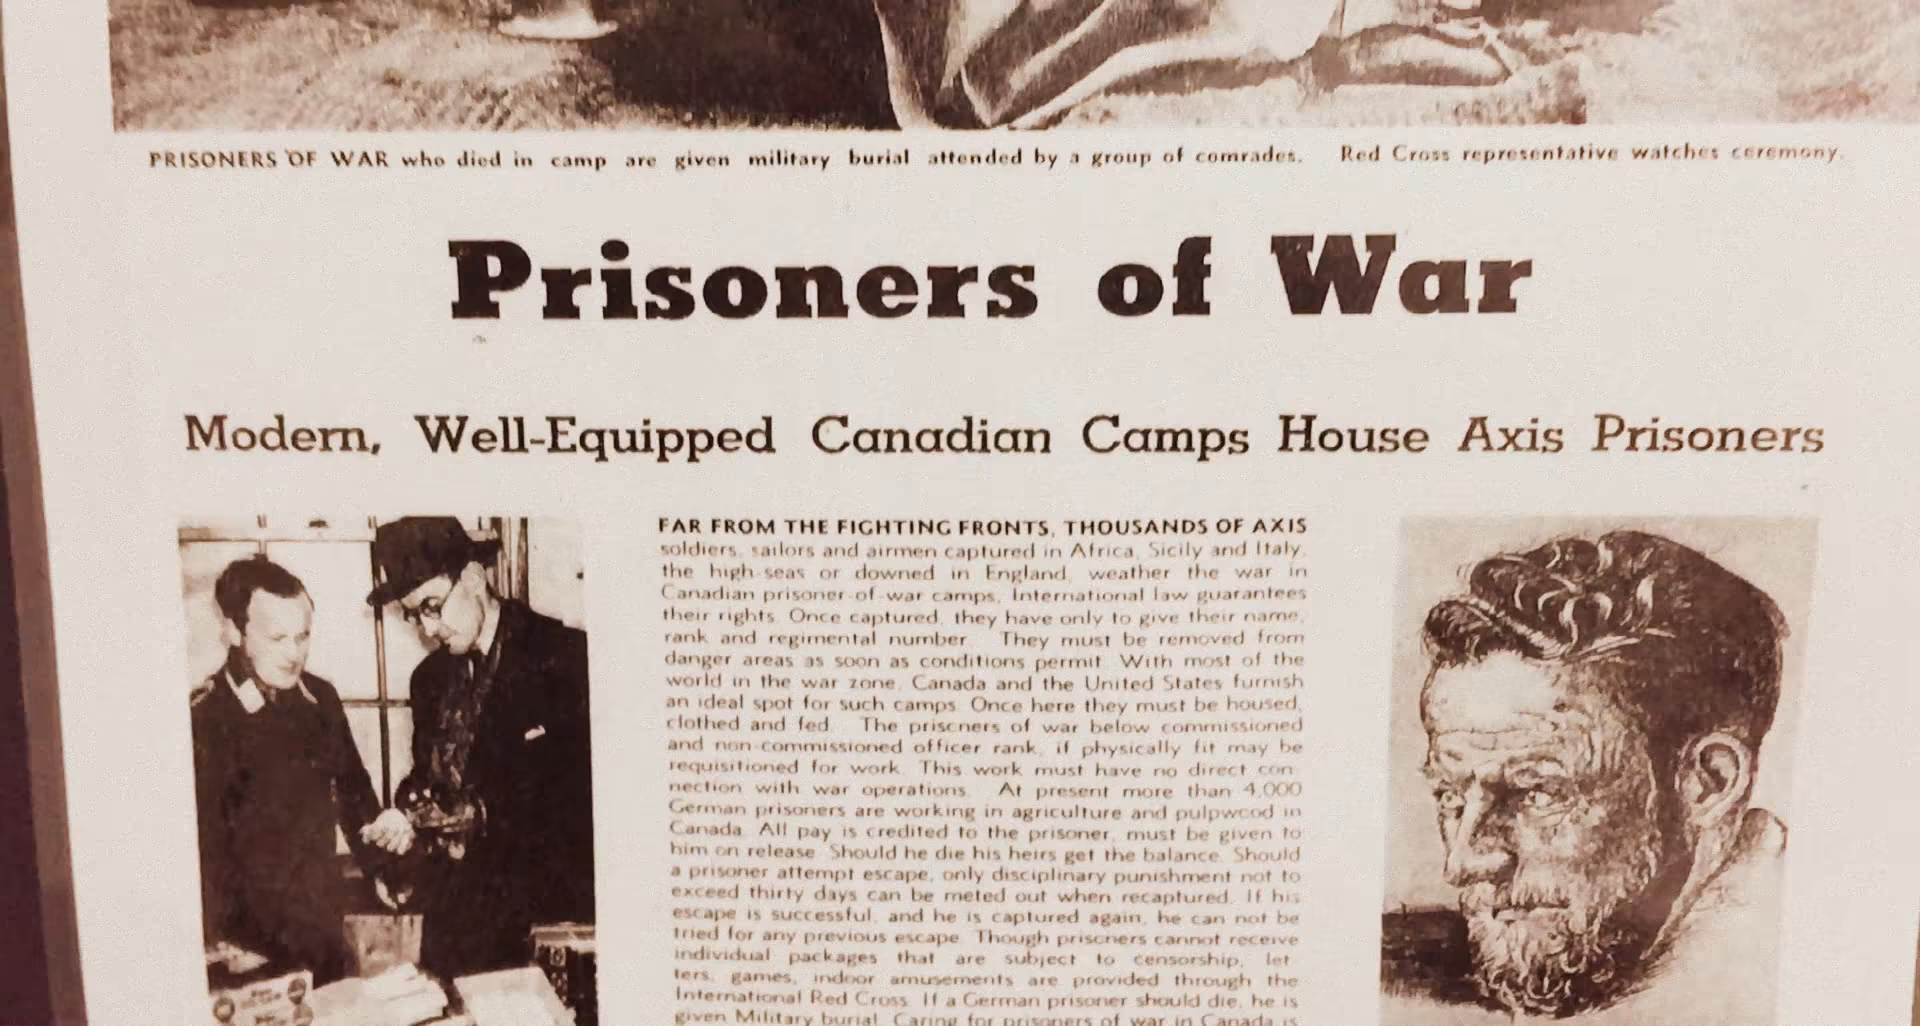 PRISONERS OF WAR who died in camp are given military burial attended by a group of comrades. Red Cross representative watches ceremony.
Prisoners of War
Modern, Well-Equipped Canadian Camps House Axis Prisoners
FAR FROM THE FIGHTING FRONTS, THOUSANDS OF AXIS
soldiers, sailors and airmen captured in Africa, Sicily and Italy,
the high seas or downed in England, weather the war in
Canadian prisoner-of-war camps. International law guarantees
their rights. Once captured, they have only to give their name,
rank and regimental number. They must be removed from
danger areas as soon as conditions permit. With most of the
world in the war zone, Canada and the United States furnish
an ideal spot for such camps. Once here they must be housed,
clothed and fed. The prisoners of war below commissioned
and non-commissioned officer rank, if physically fit may be
requisitioned for work. This work must have no direct con-
nection with war operations. At present more than 4,000
German prisoners are working in agriculture and pulpwood in
Canada. All pay is credited to the prisoner, must be given to
him on release. Should he die his heirs get the balance. Should
a prisoner attempt escape, only disciplinary punishment not to
exceed thirty days can be meted out when recaptured. If his
escape is successful, and he is captured again, he can not be
tried for any previous escape. Though prisoners cannot receive
individual packages that are subject to censorship, let-
ters, games, indoor amusements are provided through the
International Red Cross. If a German prisoner should die, he is
given Military burial. Caring for prisoners of war in Canada is